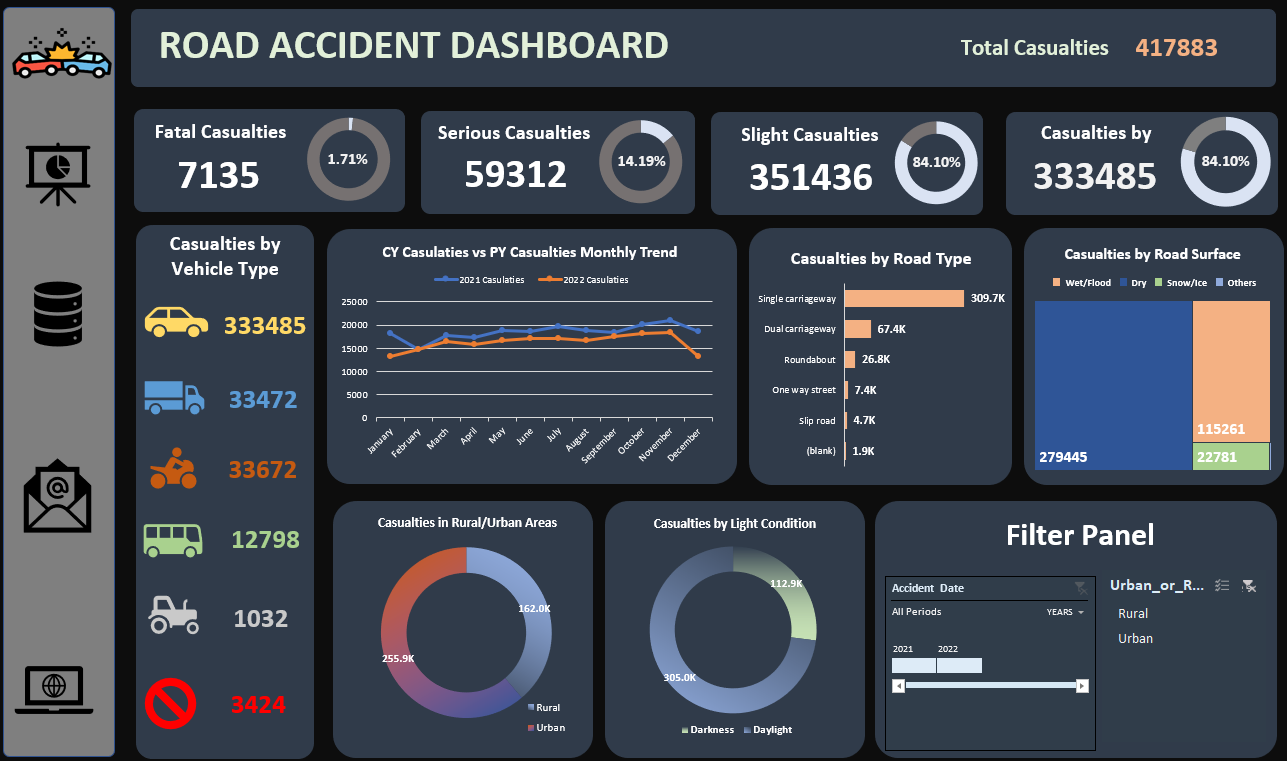 ROAD ACCIDENT DASHBOARD
Total Casualties 417883
Fatal Casualties
7135
1.71%
Serious Casualties
59312
14.19%
Slight Casualties
351436
84.10%
Casualties by
333485
84.10%
Casualties by
Vehicle Type
333485
33472
33672
12798
1032
3424
CY Casulaties vs PY Casualties Monthly Trend
2021 Casulaties 2022 Casulaties
25000
20000
15000
10000
5000
0
January
February
March
April
May
June
July
August
September
October
November
December
Casualties by Road Type
Single carriageway 309.7K
Dual carriageway 67.4K
Roundabout 26.8K
One way street 7.4K
Slip road 4.7K
(blank) 1.9K
Casualties by Road Surface
Wet/Flood Dry Snow/Ice Others
279445
115261
22781
Casualties in Rural/Urban Areas
162.0K
255.9K
Rural
Urban
Casualties by Light Condition
112.9K
305.0K
Darkness Daylight
Filter Panel
Accident Date
All Periods YEARS
2021 2022
Urban_or_R...
Rural
Urban